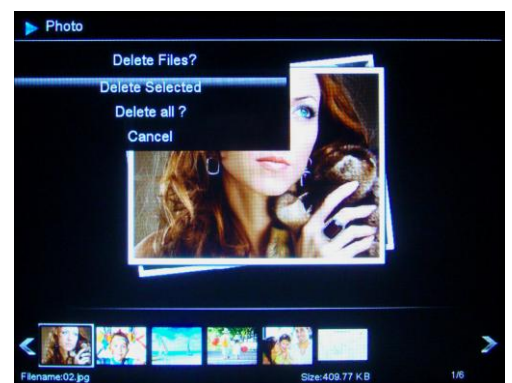 Photo
Delete Files?
Delete Selected
Delete all ?
Cancel
Filename:02.jpg Size:409.77 KB 1/6